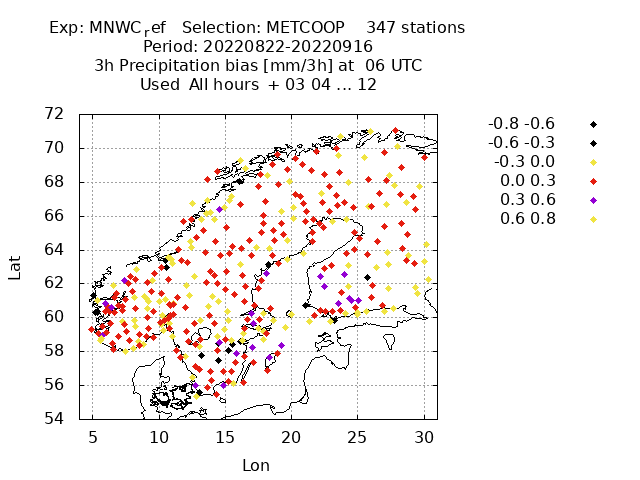 Exp: MNWCref Selection: METCOOP 347 stations
Period: 20220822-20220916
3h Precipitation bias [mm/3h] at 06 UTC
Used All hours + 03 04 ... 12
72
70
68
66
64
62
60
58
56
54
5 10 15 20 25 30
Lat
Lon
-0.8 -0.6
-0.6 -0.3
-0.3 0.0
0.0 0.3
0.3 0.6
0.6 0.8